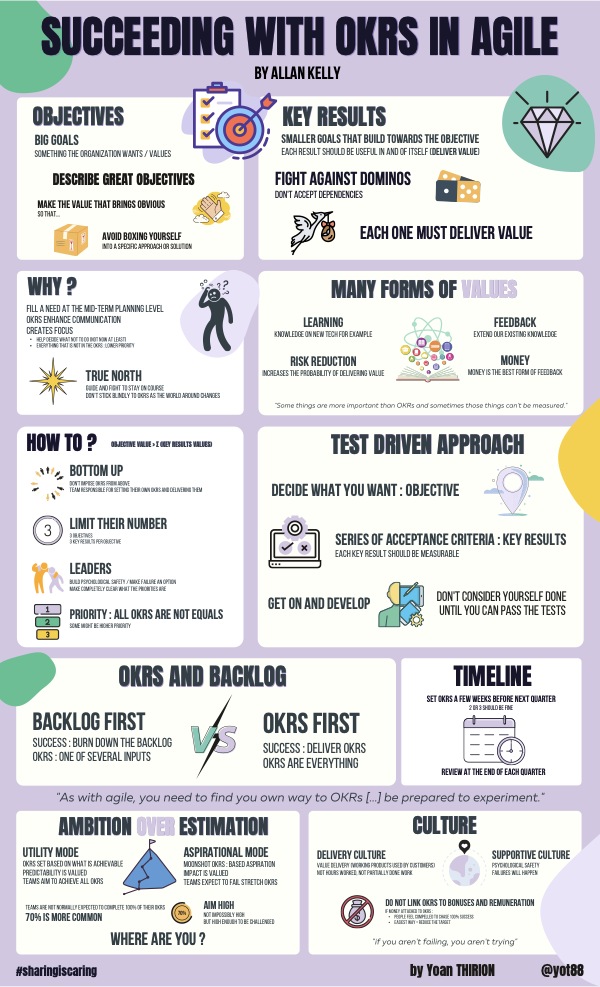 SUCCEEDING WITH OKRS IN AGILE
BY ALLAN KELLY
OBJECTIVES
BIG GOALS
SOMETHING THE ORGANIZATION WANTS / VALUES
DESCRIBE GREAT OBJECTIVES
MAKE THE VALUE THAT BRINGS OBVIOUS
SO THAT...
AVOID BOXING YOURSELF
INTO A SPECIFIC APPROACH OR SOLUTION
KEY RESULTS
SMALLER GOALS THAT BUILD TOWARDS THE OBJECTIVE
EACH RESULT SHOULD BE USEFUL IN AND OF ITSELF (DELIVER VALUE)
FIGHT AGAINST DOMINOS
DON'T ACCEPT DEPENDENCIES
EACH ONE MUST DELIVER VALUE
WHY ?
FILL A NEED AT THE MID-TERM PLANNING LEVEL
OKRS ENHANCE COMMUNICATION
CREATES FOCUS
• HELP DECIDE WHAT NOT TO DO (NOT NOW AT LEAST)
• EVERYTHING THAT IS NOT IN THE OKRS : LOWER PRIORITY
TRUE NORTH
GUIDE AND FIGHT TO STAY ON COURSE
DON'T STICK BLINDLY TO OKRS AS THE WORLD AROUND CHANGES
MANY FORMS OF VALUES
LEARNING
KNOWLEDGE ON NEW TECH FOR EXAMPLE
FEEDBACK
EXTEND OUR EXISTING KNOWLEDGE
RISK REDUCTION
INCREASES THE PROBABILITY OF DELIVERING VALUE
MONEY
MONEY IS THE BEST FORM OF FEEDBACK
"Some things are more important than OKRs and sometimes those things can't be measured."
HOW TO ?
OBJECTIVE VALUE > Σ (KEY RESULTS VALUES)
BOTTOM UP
DON'T IMPOSE OKRS FROM ABOVE
TEAM RESPONSIBLE FOR SETTING THEIR OWN OKRS AND DELIVERING THEM
3
LIMIT THEIR NUMBER
3 OBJECTIVES
3 KEY RESULTS PER OBJECTIVE
LEADERS
BUILD PSYCHOLOGICAL SAFETY / MAKE FAILURE AN OPTION
MAKE COMPLETELY CLEAR WHAT THE PRIORITIES ARE
1
2
3
PRIORITY : ALL OKRS ARE NOT EQUALS
SOME MIGHT BE HIGHER PRIORITY
TEST DRIVEN APPROACH
DECIDE WHAT YOU WANT : OBJECTIVE
SERIES OF ACCEPTANCE CRITERIA : KEY RESULTS
EACH KEY RESULT SHOULD BE MEASURABLE
GET ON AND DEVELOP
DON'T CONSIDER YOURSELF DONE
UNTIL YOU CAN PASS THE TESTS
OKRS AND BACKLOG
BACKLOG FIRST
SUCCESS : BURN DOWN THE BACKLOG
OKRS : ONE OF SEVERAL INPUTS
VS
OKRS FIRST
SUCCESS : DELIVER OKRS
OKRS ARE EVERYTHING
TIMELINE
SET OKRS A FEW WEEKS BEFORE NEXT QUARTER
2 OR 3 SHOULD BE FINE
REVIEW AT THE END OF EACH QUARTER
"As with agile, you need to find you own way to OKRs [...] be prepared to experiment."
AMBITION OVER ESTIMATION
UTILITY MODE
OKRS SET BASED ON WHAT IS ACHIEVABLE
PREDICTABILITY IS VALUED
TEAMS AIM TO ACHIEVE ALL OKRS
ASPIRATIONAL MODE
MOONSHOT OKRS : BASED ASPIRATION
IMPACT IS VALUED
TEAMS EXPECT TO FAIL STRETCH OKRS
TEAMS ARE NOT NORMALLY EXPECTED TO COMPLETE 100% OF THEIR OKRS
70% IS MORE COMMON
70%
AIM HIGH
NOT IMPOSSIBLY HIGH
BUT HIGH ENOUGH TO BE CHALLENGED
WHERE ARE YOU ?
CULTURE
DELIVERY CULTURE
VALUE DELIVERY (WORKING PRODUCTS USED BY CUSTOMERS)
NOT HOURS WORKED, NOT PARTIALLY DONE WORK
SUPPORTIVE CULTURE
PSYCHOLOGICAL SAFETY
FAILURES WILL HAPPEN
DO NOT LINK OKRS TO BONUSES AND REMUNERATION
IF MONEY ATTACHED TO OKRS :
• PEOPLE FEEL COMPELLED TO CHASE 100% SUCCESS
• EASIEST WAY = REDUCE THE TARGET
"if you aren't failing, you aren't trying"
#sharingiscaring
by Yoan THIRION
@yot88